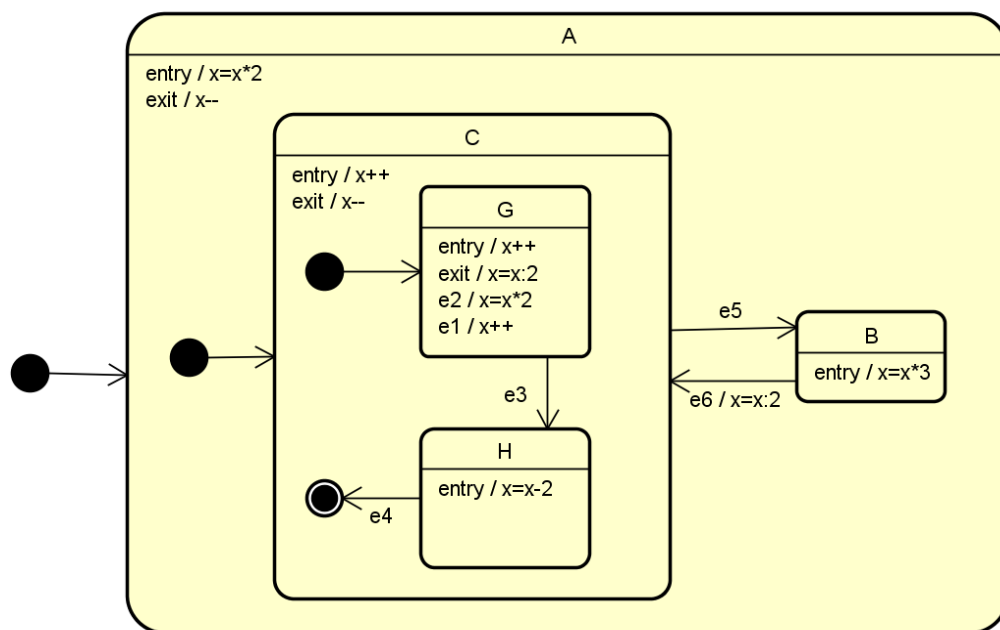 A
entry / x=x*2
exit / x--
C
entry / x++
exit / x--
G
entry / x++
exit / x=x:2
e2 / x=x*2
e1 / x++
e5
B
entry / x=x*3
e6 / x=x:2
e3
H
entry / x=x-2
e4